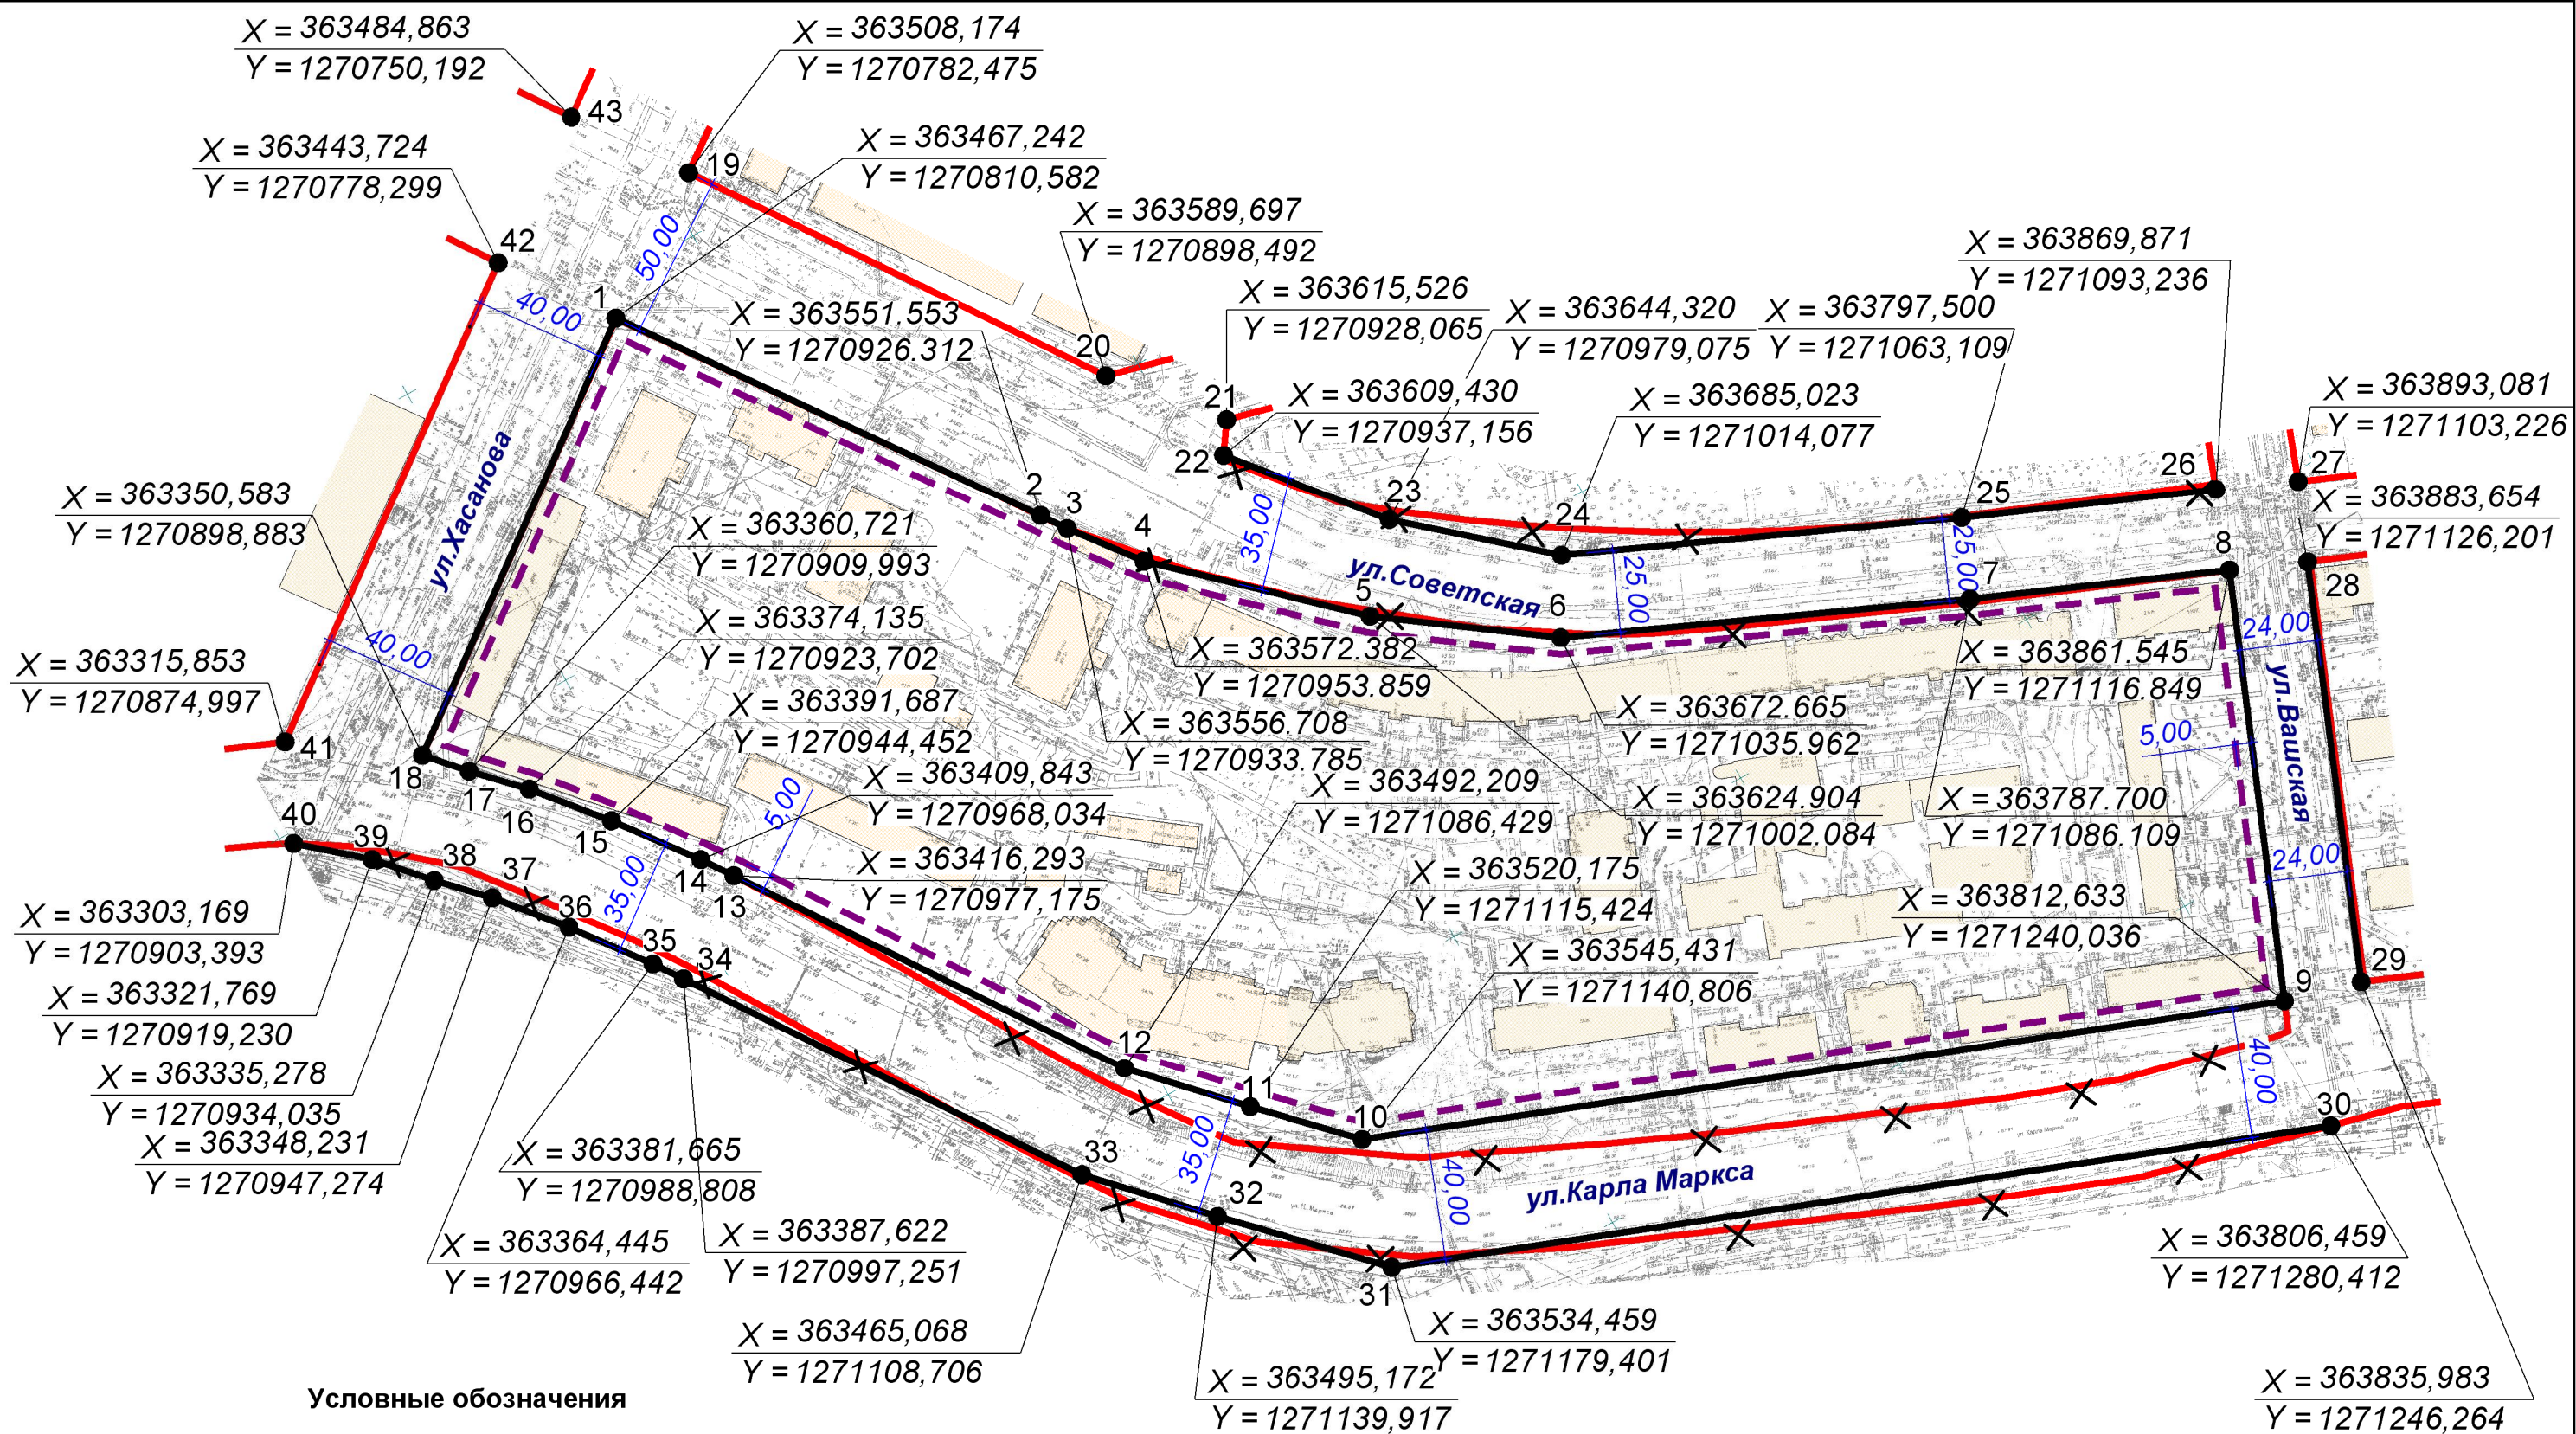 X = 363484,863
Y = 1270750,192
43
X = 363508,174
Y = 1270782,475
19
X = 363443,724
Y = 1270778,299
42
X = 363467,242
Y = 1270810,582
1
50,00
40,00
X = 363589,697
Y = 1270898,492
20
X = 363551.553
Y = 1270926.312
X = 363615,526
Y = 1270928,065
21
X = 363644,320
Y = 1270979,075
X = 363797,500
Y = 1271063,109
X = 363869,871
Y = 1271093,236
X = 363609,430
Y = 1270937,156
22
X = 363685,023
Y = 1271014,077
X = 363893,081
Y = 1271103,226
26
27
X = 363883,654
Y = 1271126,201
28
2
3
4
23
24
25
8
35,00
25,00
25,00
ул.Хасанова
ул.Советская
5
6
7
X = 363350,583
Y = 1270898,883
X = 363360,721
Y = 1270909,993
X = 363374,135
Y = 1270923,702
X = 363391,687
Y = 1270944,452
X = 363409,843
Y = 1270968,034
X = 363416,293
Y = 1270977,175
X = 363572.382
Y = 1270953.859
X = 363556.708
Y = 1270933.785
X = 363672.665
Y = 1271035.962
X = 363861.545
Y = 1271116.849
X = 363624.904
Y = 1271002.084
X = 363787.700
Y = 1271086.109
24,00
ул.Вашская
5,00
24,00
40,00
X = 363315,853
Y = 1270874,997
41
18
17
16
15
14
13
5,00
35,00
X = 363492,209
Y = 1271086,429
X = 363520,175
Y = 1271115,424
X = 363545,431
Y = 1271140,806
X = 363812,633
Y = 1271240,036
40
39
38
37
36
35
34
12
11
10
9
29
X = 363303,169
Y = 1270903,393
X = 363321,769
Y = 1270919,230
X = 363335,278
Y = 1270934,035
X = 363348,231
Y = 1270947,274
X = 363381,665
Y = 1270988,808
X = 363364,445
Y = 1270966,442
X = 363387,622
Y = 1270997,251
33
35,00
32
40,00
ул.Карла Маркса
40,00
30
31
X = 363806,459
Y = 1271280,412
X = 363465,068
Y = 1271108,706
X = 363534,459
Y = 1271179,401
X = 363495,172
Y = 1271139,917
X = 363835,983
Y = 1271246,264
Условные обозначения